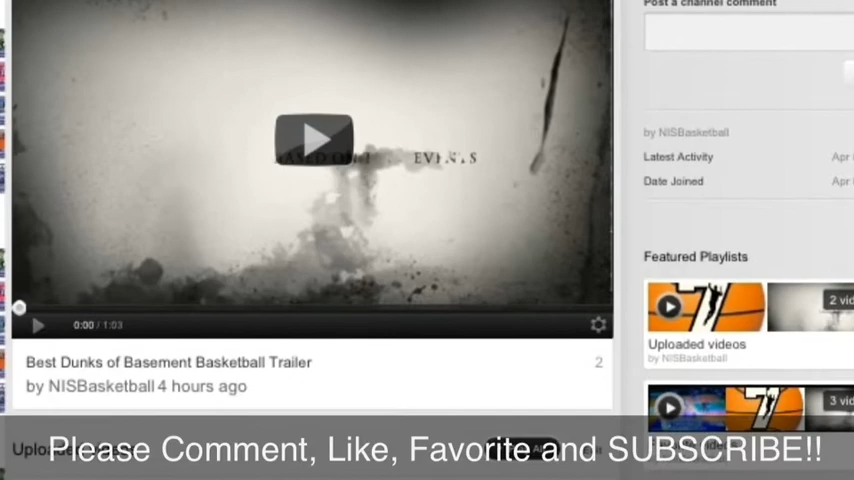 Post a channel comment
EVENTS
by NISBasketball
Latest Activity Apr
Date Joined Apr
Featured Playlists
2 vid
Uploaded videos
by NISBasketball
3 vid
0:00 / 1:03
Best Dunks of Basement Basketball Trailer 2
by NISBasketball 4 hours ago
Please Comment, Like, Favorite and SUBSCRIBE!!